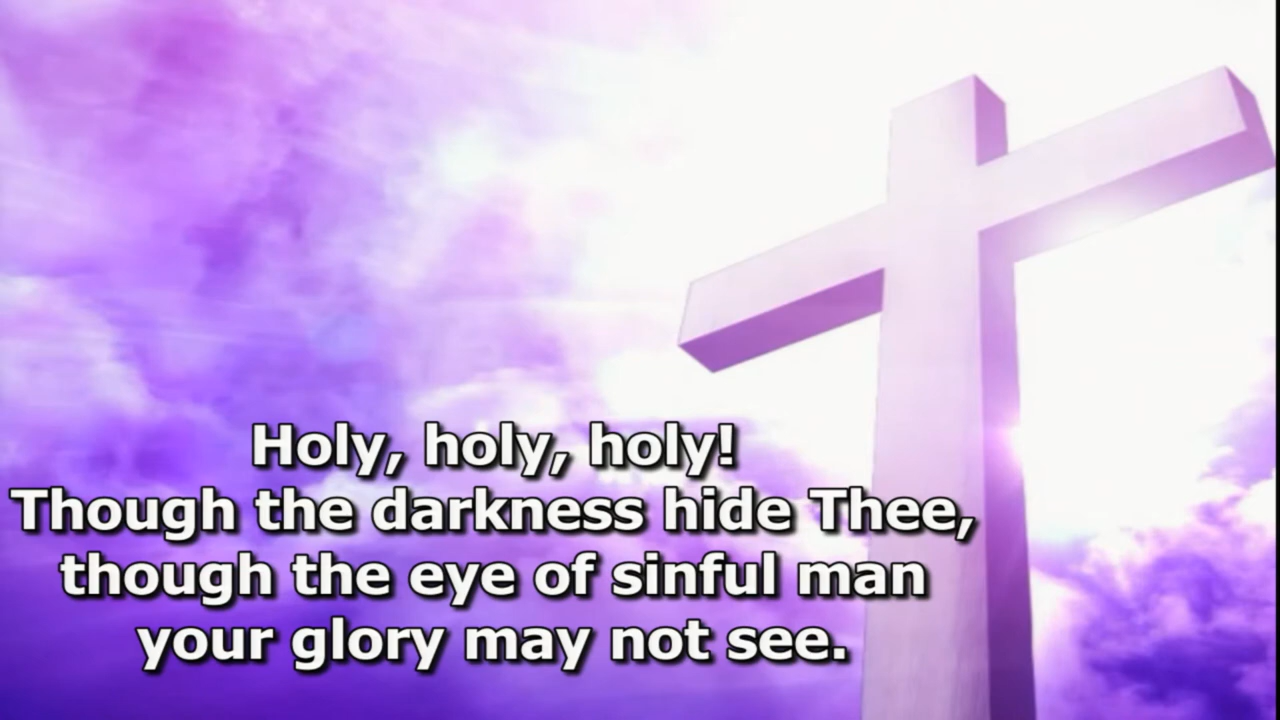 Holy, holy, holy!
Though the darkness hide Thee,
though the eye of sinful man
your glory may not see.